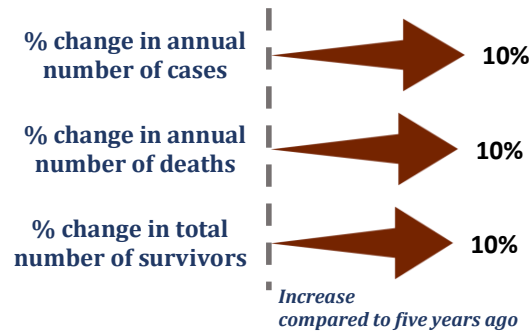 % change in annual
number of cases
10%
% change in annual
number of deaths
10%
% change in total
number of survivors
10%
Increase
compared to five years ago